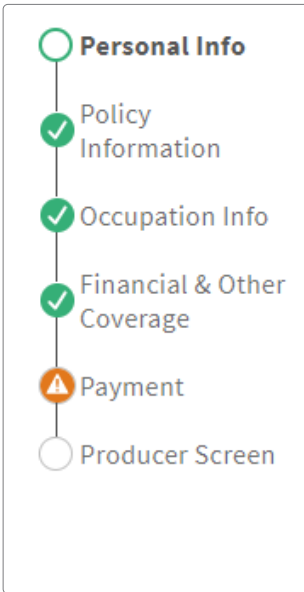 Personal Info
Policy
Information
Occupation Info
Financial & Other
Coverage
Payment
Producer Screen